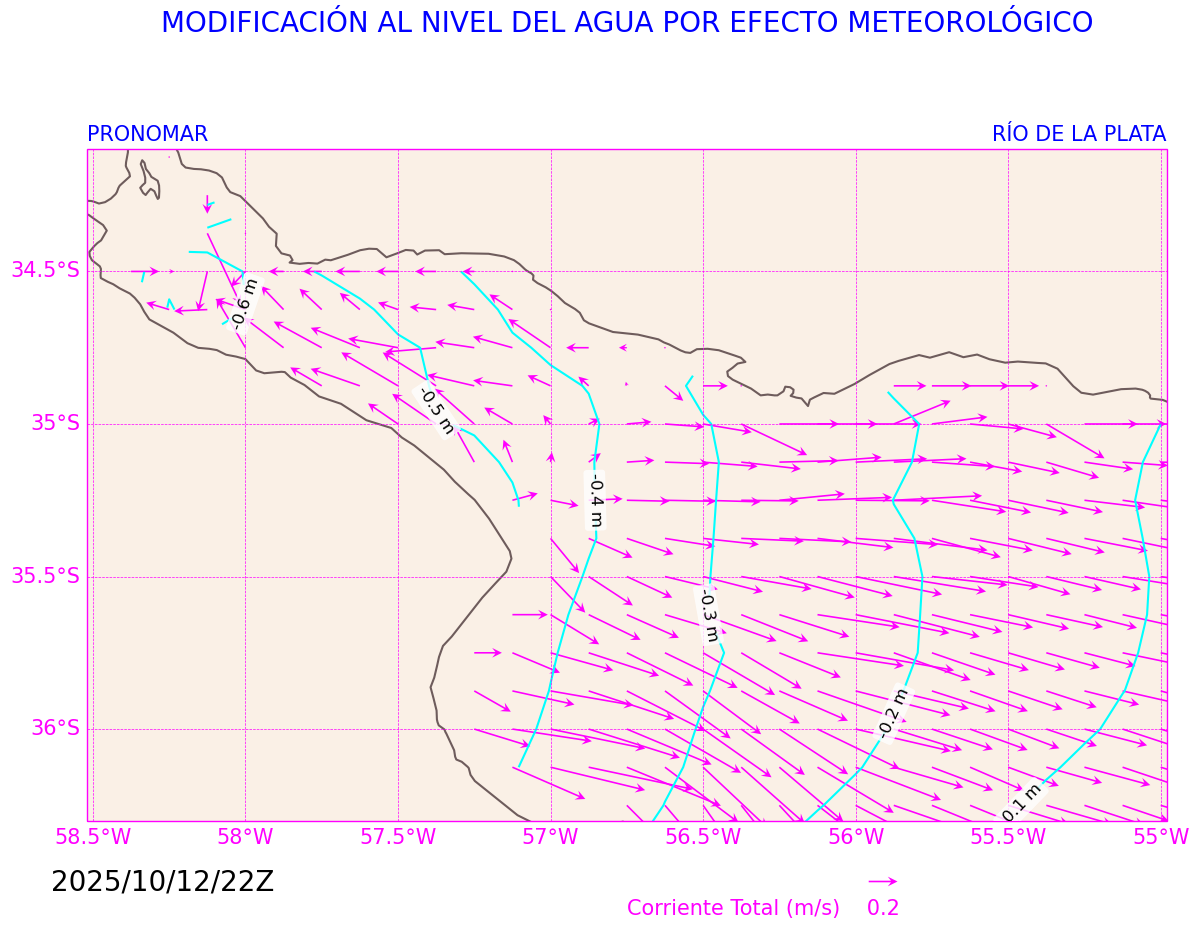 MODIFICACIÓN AL NIVEL DEL AGUA POR EFECTO METEOROLÓGICO
PRONOMAR
RÍO DE LA PLATA
34.5°S
-0.6 m
-0.5 m
35°S
-0.4 m
35.5°S
-0.3 m
-0.2 m
36°S
0.1 m
58.5°W
58°W
57.5°W
57°W
56.5°W
56°W
55.5°W
55°W
2025/10/12/22Z
Corriente Total (m/s)
0.2